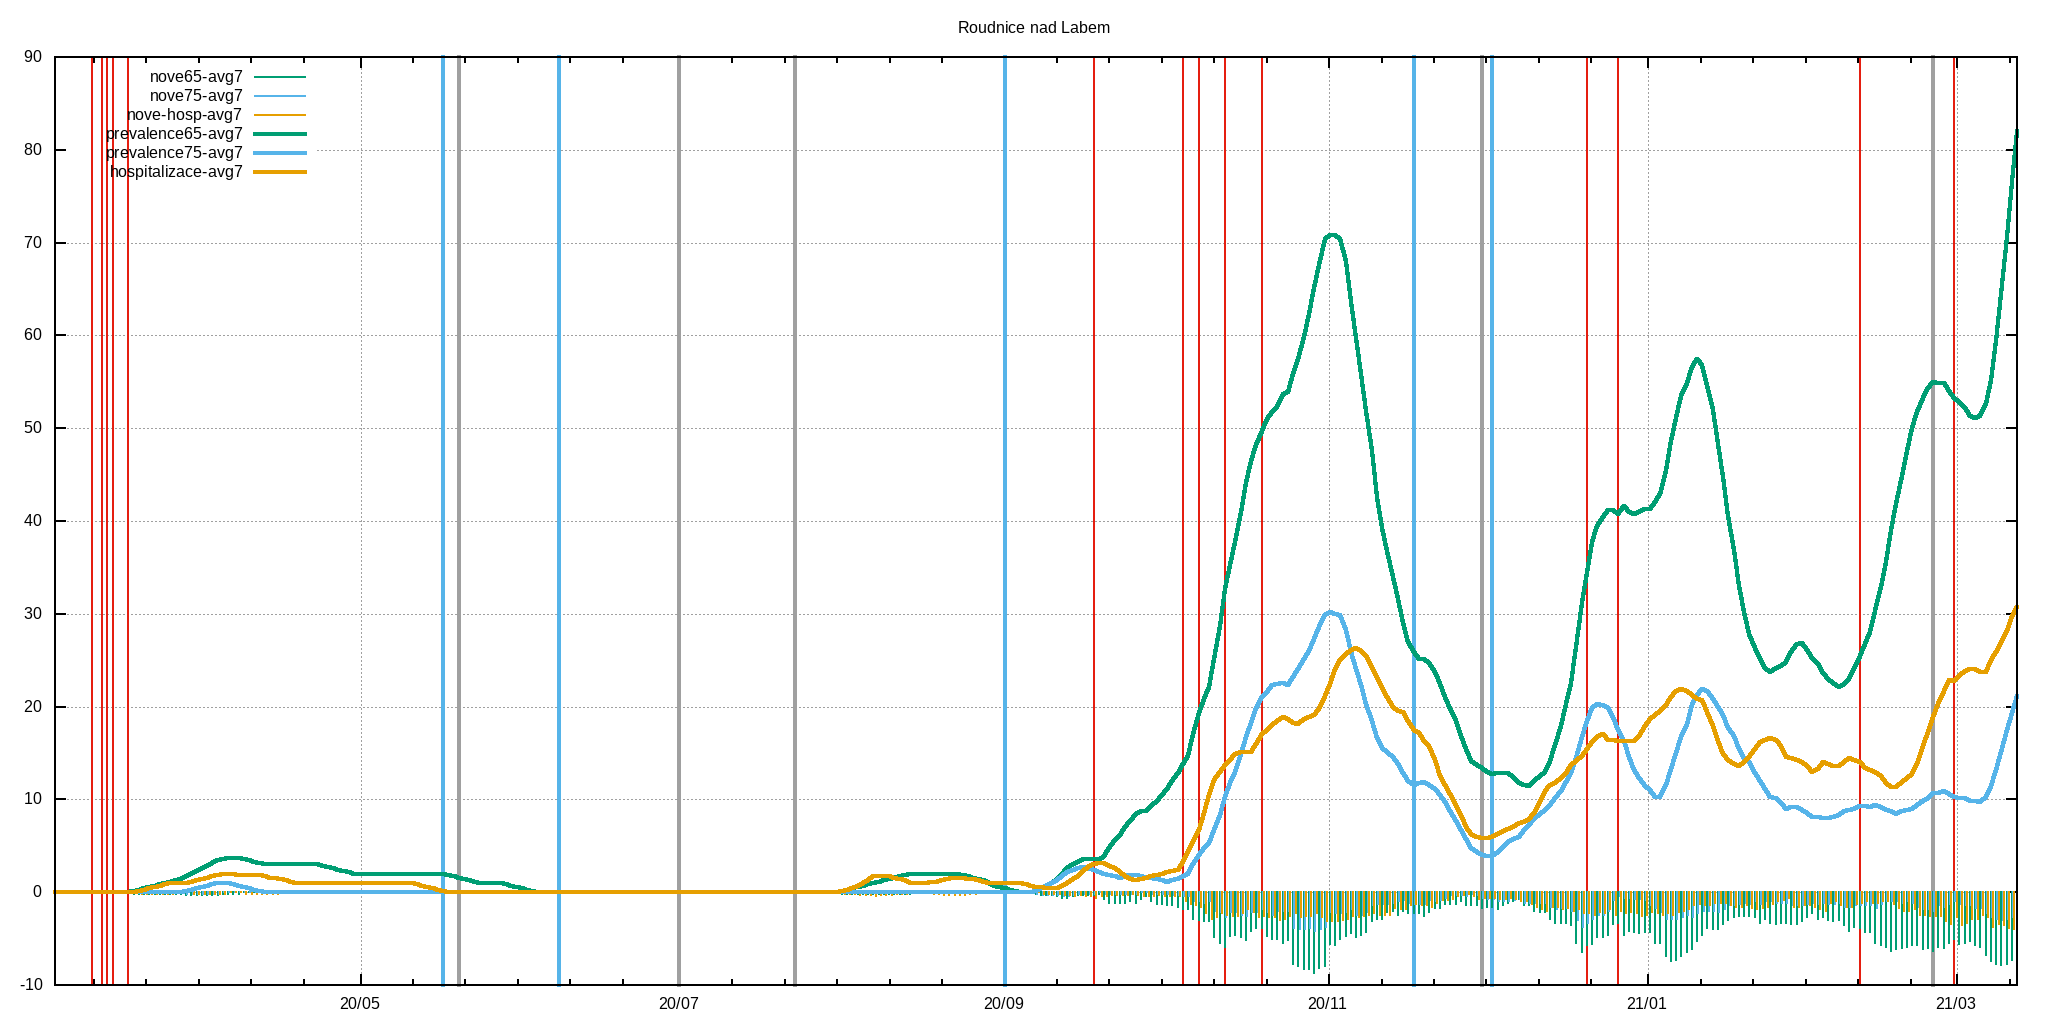 Roudnice nad Labem
90
80
70
60
50
40
30
20
10
0
-10
nove65-avg7
nove75-avg7
nove-hosp-avg7
prevalence65-avg7
prevalence75-avg7
hospitalizace-avg7
20/05
20/07
20/09
20/11
21/01
21/03